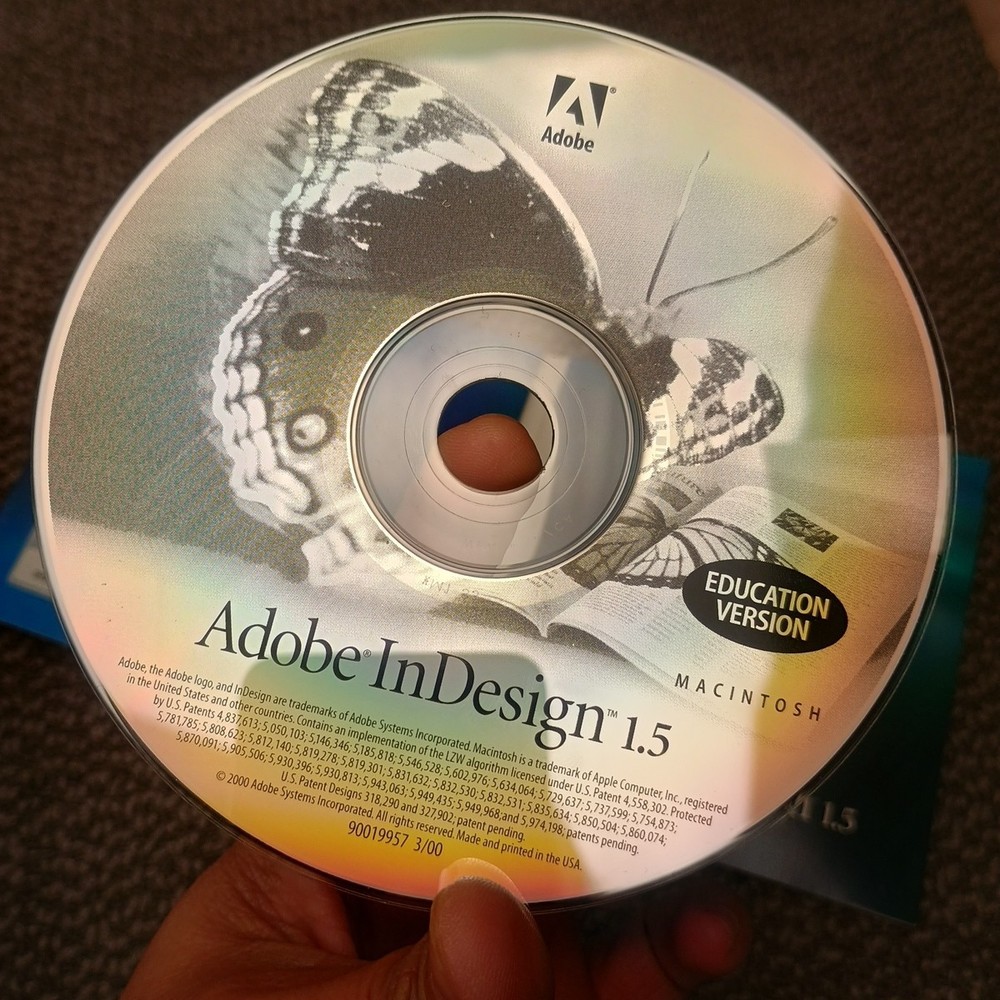 Adobe
EDUCATION
VERSION
MACINTOSH
Adobe® InDesign™ 1.5
Adobe, the Adobe logo, and InDesign are trademarks of Adobe Systems Incorporated. Macintosh is a trademark of Apple Computer, Inc., registered
in the United States and other countries. Contains an implementation of the LZW algorithm licensed under U.S. Patent 4,558,302. Protected
by U.S. Patents 4,837,613; 5,050,103; 5,146,346; 5,185,818; 5,546,528; 5,602,976; 5,634,064; 5,729,637; 5,737,599; 5,754,873;
5,781,785; 5,808,623; 5,812,140; 5,819,278; 5,819,301; 5,831,632; 5,832,530; 5,832,531; 5,835,634; 5,850,504; 5,860,074;
5,870,091; 5,905,506; 5,930,396; 5,930,813; 5,943,063; 5,949,435; 5,949,968; and 5,974,198; patents pending.
U.S. Patent Designs 318,290 and 327,902; patent pending.
© 2000 Adobe Systems Incorporated. All rights reserved. Made and printed in the USA.
90019957 3/00
1.5